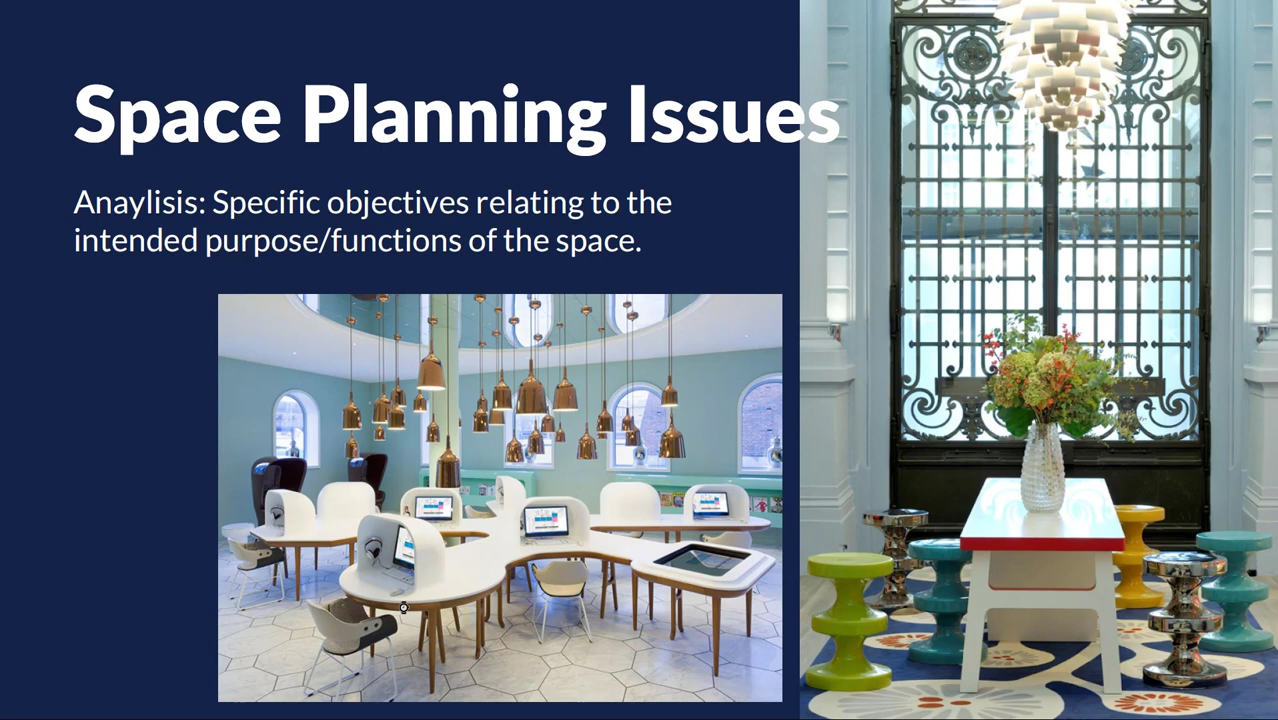 Space Planning Issues
Anaylisis: Specific objectives relating to the
intended purpose/functions of the space.